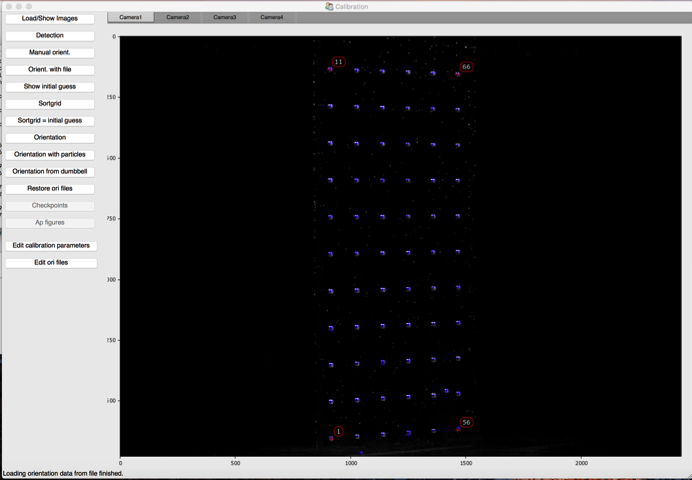 Calibration
Load/Show Images
Detection
Manual orient.
Orient. with file
Show initial guess
Sortgrid
Sortgrid = initial guess
Orientation
Orientation with particles
Orientation from dumbbell
Restore ori files
Checkpoints
Ap figures
Edit calibration parameters
Edit ori files
Camera1 Camera2 Camera3 Camera4
0
250
500
750
000
250
500
11
66
1
56
0 500 1000 1500 2000
Loading orientation data from file finished.